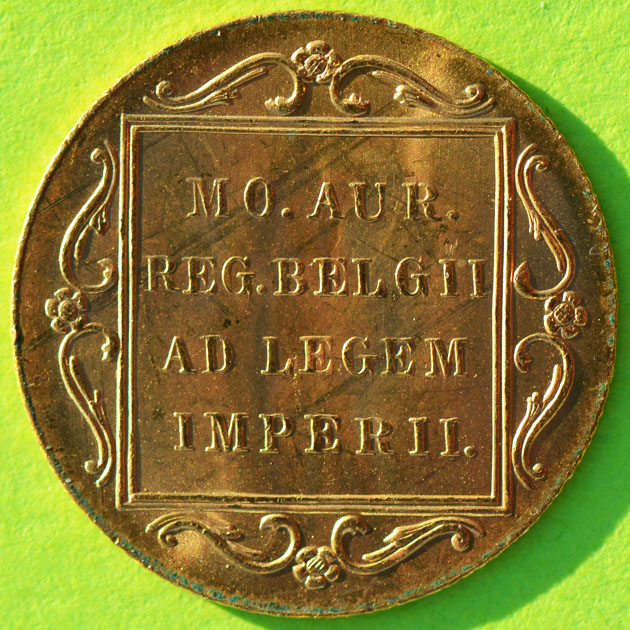 MO. AUR.
REG. BELGII
AD LEGEM
IMPERII.